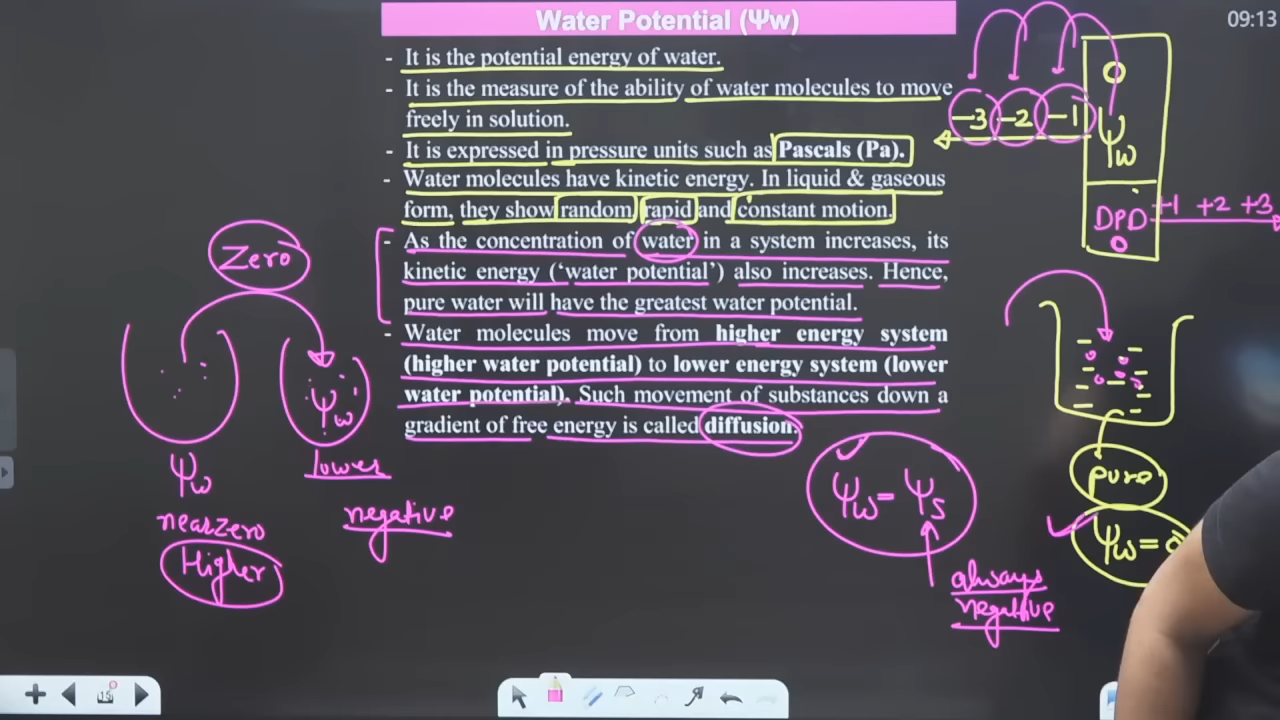 Water Potential (Ψw)
09:13
- It is the potential energy of water.
- It is the measure of the ability of water molecules to move
freely in solution.
- It is expressed in pressure units such as Pascals (Pa).
- Water molecules have kinetic energy. In liquid & gaseous
form, they show random rapid and constant motion.
- As the concentration of water in a system increases, its
kinetic energy ('water potential') also increases. Hence,
pure water will have the greatest water potential.
- Water molecules move from higher energy system
(higher water potential) to lower energy system (lower
water potential). Such movement of substances down a
gradient of free energy is called diffusion.
0
-3 -2 -1 Ψw
DPD +1 +2 +3
0
Zero
Ψw
Ψw
nearzero
Higher
lower
negative
Ψw = Ψs
always
negative
pure
Ψw = 0